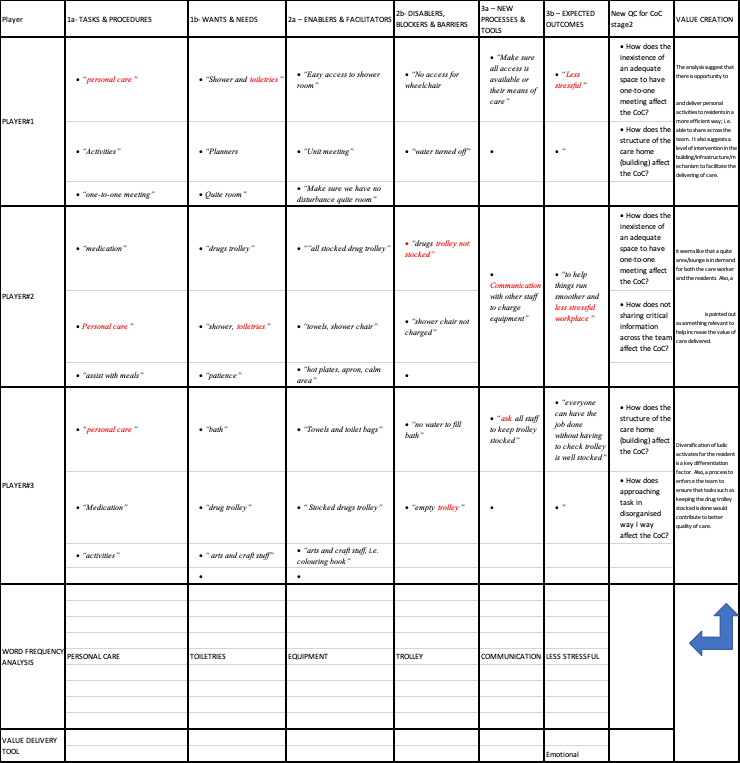 Player
1a- TASKS & PROCEDURES
1b- WANTS & NEEDS
2a – ENABLERS & FACILITATORS
2b- DISABLERS,
BLOCKERS & BARRIERS
3a – NEW
PROCESSES &
TOOLS
3b – EXPECTED
OUTCOMES
New QC for CoC
stage2
VALUE CREATION
PLAYER#1
• "personal care"
• "Shower and toiletries"
• "Easy access to shower
room"
• "No access for
wheelchair
• "Make sure
all access is
available or
their means of
care"
• "Less
stressful"
• How does the
inexistence of
an adequate
space to have
one-to-one
meeting affect
the CoC?
The analysis suggest that
there is opportunity to
and deliver personal
activities to residents in a
more efficient way; i.e.
able to share across the
team. It also suggests a
level of intervention in the
building/infrastructure/m
echanism to facilitate the
delivering of care.
• "Activities"
• "Planners
• "Unit meeting"
• "water turned off"
•
• "
• How does the
structure of the
care home
(building) affect
the CoC?
• "one-to-one meeting"
• Quite room"
• "Make sure we have no
disturbance quite room"
PLAYER#2
• "medication"
• "drugs trolley"
• ""all stocked drug trolley"
• "drugs trolley not
stocked"
•
Communication
with other staff
to charge
equipment"
• "to help
things run
smoother and
less stressful
workplace"
• How does the
inexistence of
an adequate
space to have
one-to-one
meeting affect
the CoC?
It seems like that a quite
area/lounge is in demand
for both the care worker
and the residents. Also, a
is pointed out
as something relevant to
help increase the value of
care delivered.
• Personal care"
• "shower, toiletries"
• "towels, shower chair"
• "shower chair not
charged"
• How does not
sharing critical
information
across the team
affect the CoC?
• "assist with meals"
• "patience"
• "hot plates, apron, calm
area"
•
PLAYER#3
• "personal care"
• "bath"
• "Towels and toilet bags"
• "no water to fill
bath"
• "ask all staff
to keep trolley
stocked"
• "everyone
can have the
job done
without having
to check trolley
is well stocked"
• How does the
structure of the
care home
(building) affect
the CoC?
Diversification of ludic
activates for the resident
is a key differentiation
factor. Also, a process to
enforce the team to
ensure that tasks such as
keeping the drug trolley
stocked is done would
contribute to better
quality of care.
• "Medication"
• "drug trolley"
• " Stocked drugs trolley"
• "empty trolley"
•
• "
• How does
approaching
task in
disorganised
way I way
affect the CoC?
• "activities"
• " arts and craft stuff"
• "arts and craft stuff, i.e.
colouring book"
•
•
WORD FREQUENCY
ANALYSIS
PERSONAL CARE
TOILETRIES
EQUIPMENT
TROLLEY
COMMUNICATION
LESS STRESSFUL
VALUE DELIVERY
TOOL
Emotional